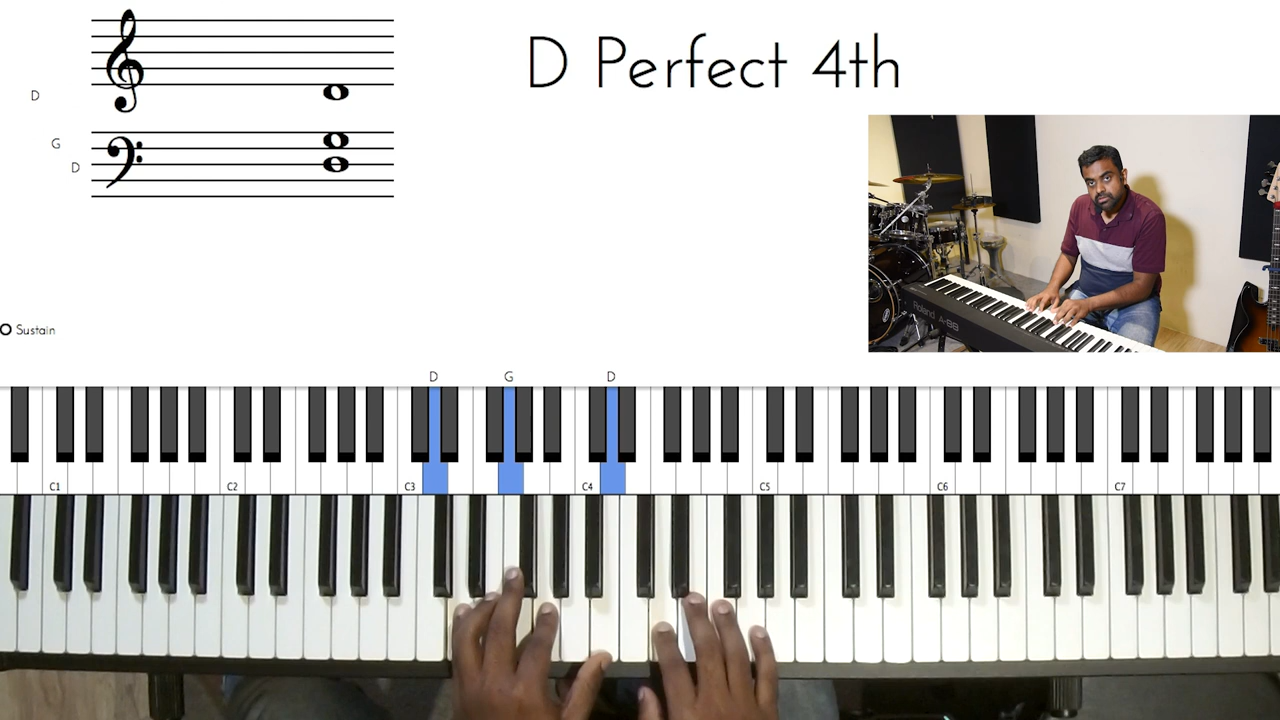 D Perfect 4th
D
G
D
Roland A-88
Sustain
D G D
C1 C2 C3 C4 C5 C6 C7